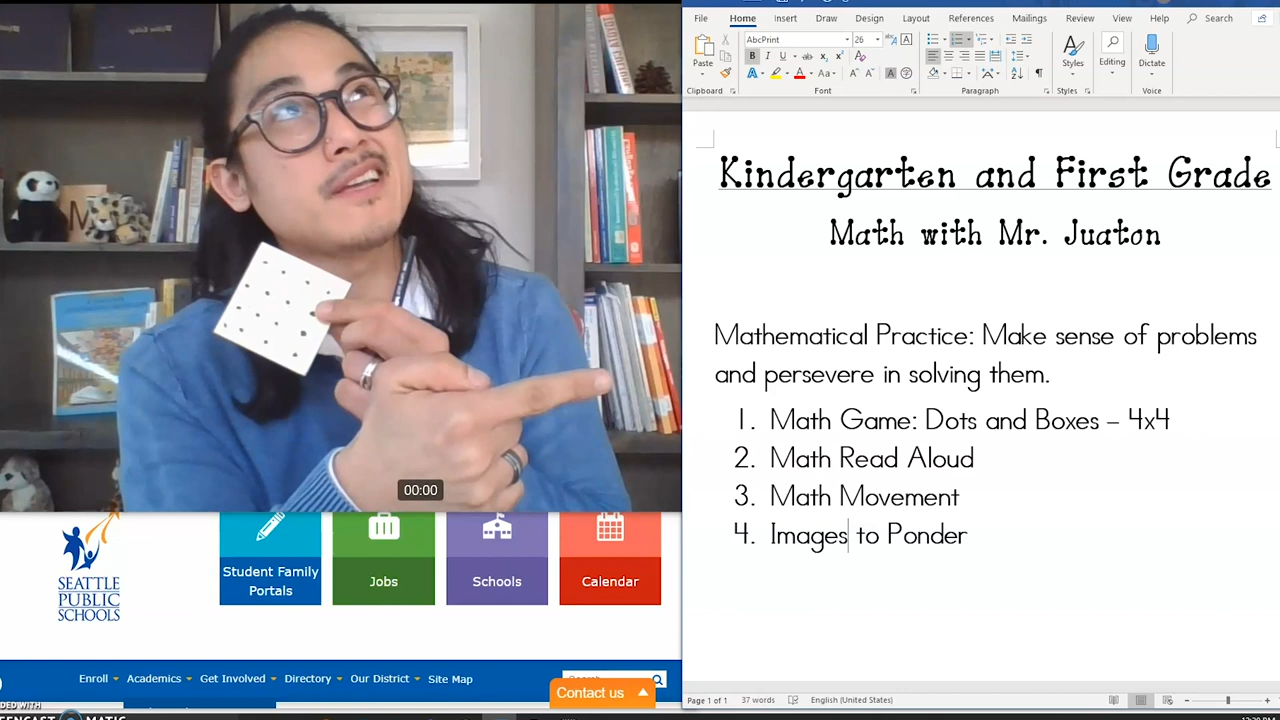 File Home Insert Draw Design Layout References Mailings Review View Help Search
AbcPrint 26
Paste
Styles
Editing
Dictate
Clipboard Font Paragraph Styles Voice
Kindergarten and First Grade
Math with Mr. Juaton
Mathematical Practice: Make sense of problems
and persevere in solving them.
1. Math Game: Dots and Boxes – 4x4
2. Math Read Aloud
3. Math Movement
4. Images to Ponder
00:00
SEATTLE
PUBLIC
SCHOOLS
Student Family
Portals
Jobs
Schools
Calendar
Enroll Academics Get Involved Directory Our District Site Map
Contact us
Page 1 of 1 37 words English (United States)